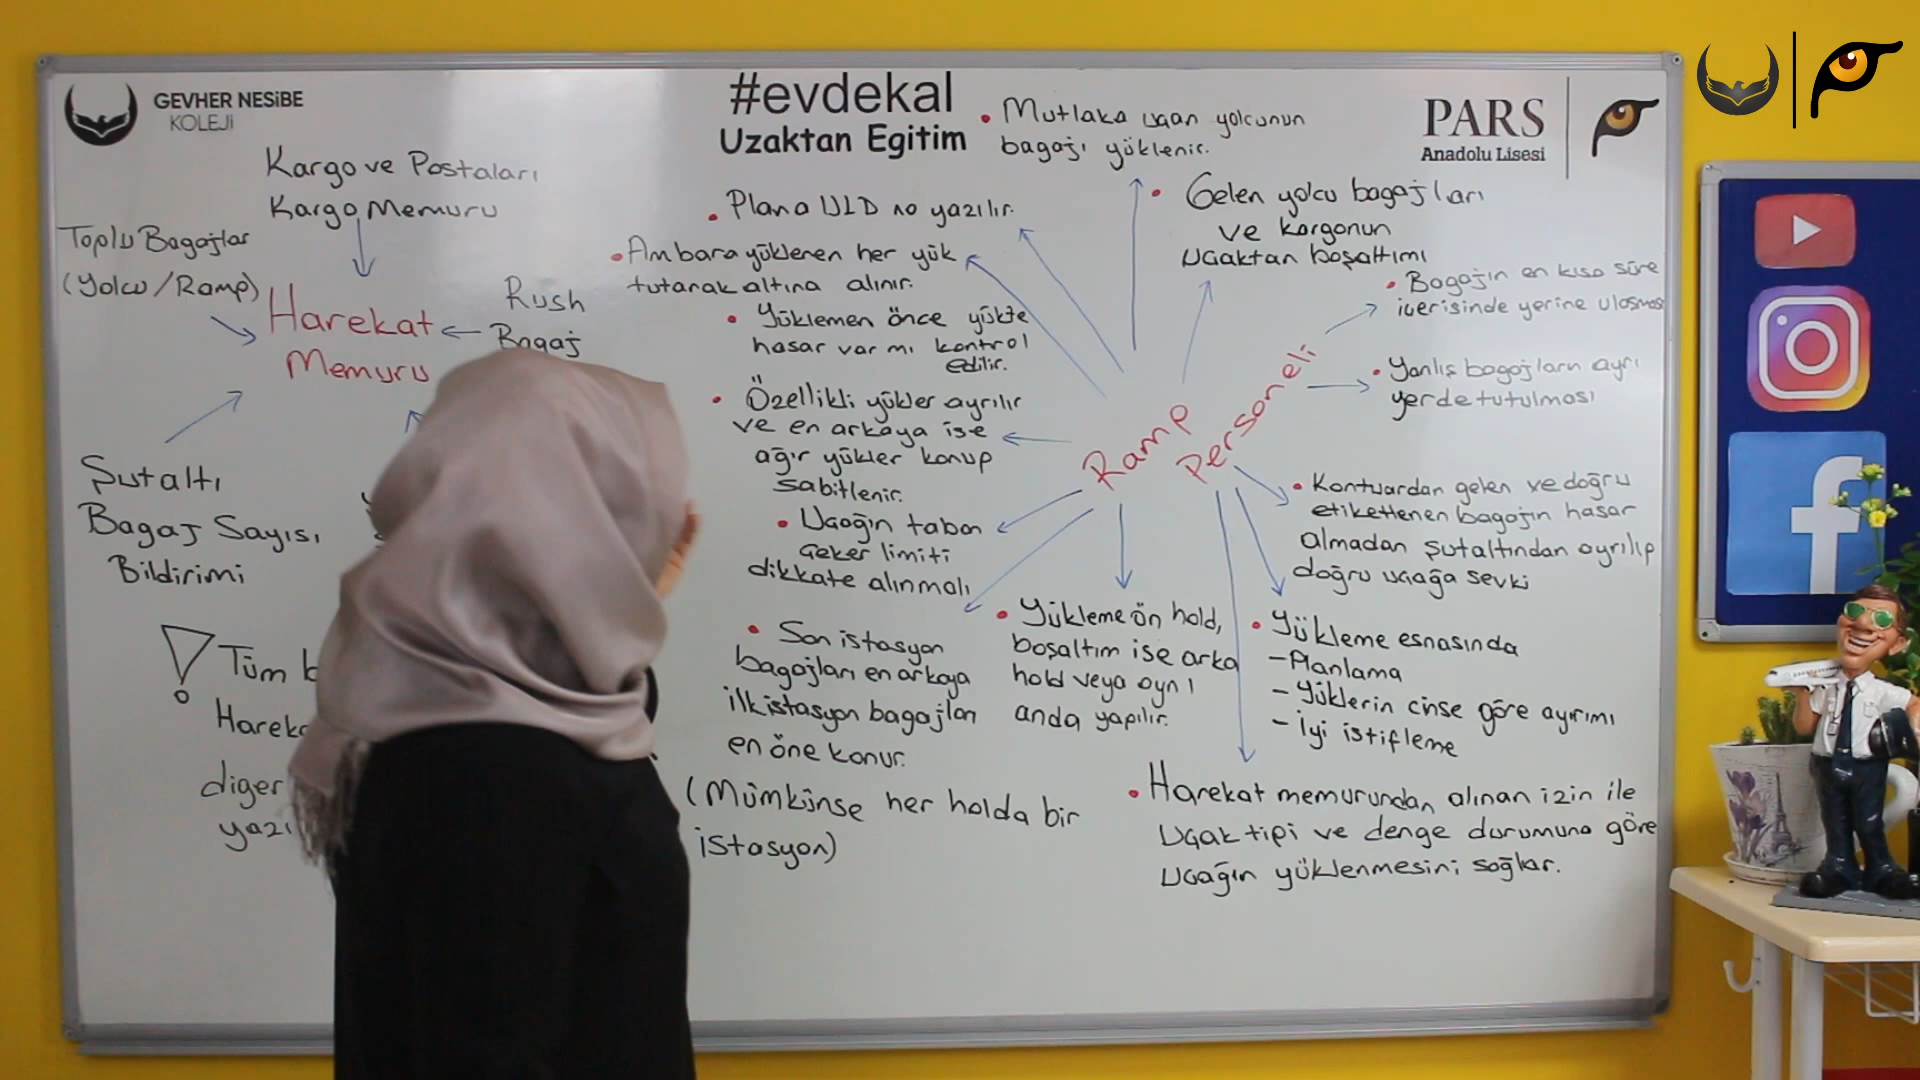 GEVHER NESiBE
KOLEJi
#evdekal
Uzaktan Egitim
PARS
Anadolu Lisesi
Kargo ve Postaları
Kargo Memuru
Toplu Bagajlar
(Yolcu / Ramp)
Harekat
Memuru
Rush
Bagaj
Şutaltı
Bagaj Sayısı
Bildirimi
! Tüm
diger
• Mutlaka uçan yolcunun
bagajı yüklenir.
• Plana ULD no yazılır.
• Ambara yüklenen her yük
tutanak altına alınır.
• Yüklemen önce yükte
hasar var mı kontrol
edilir.
• Özellikli yükler ayrılır
ve en arkaya ise
ağır yükler konup
sabitlenir.
• Uçağın taban
çeker limiti
dikkate alınmalı
• Son istasyon
bagajları en arkaya
ilk istasyon bagajları
en öne konur.
(Mümkünse her holda bir
istasyon)
Ramp
Personeli
• Gelen yolcu bagajları
ve kargonun
uçaktan boşaltımı
• Bagajın en kısa süre
içerisinde yerine ulaşması
• Yanlış bagajların ayrı
yerde tutulması
• Kontuardan gelen ve doğru
etiketlenen bagajın hasar
almadan şutaltından ayrılıp
doğru uçağa sevki
• Yükleme ön hold,
boşaltım ise arka
hold veya aynı
anda yapılır.
• Yükleme esnasında
- Planlama
- Yüklerin cinse göre ayırımı
- İyi istifleme
• Harekat memurundan alınan izin ile
uçak tipi ve denge durumuna göre
uçağın yüklenmesini sağlar.